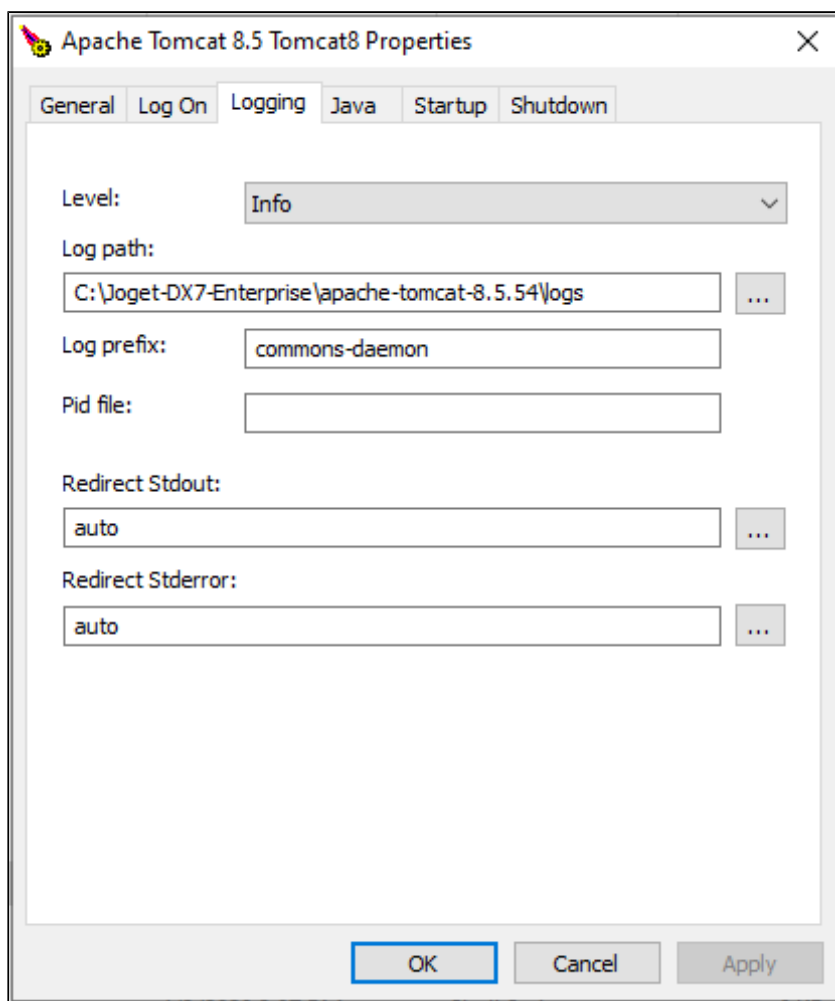 Apache Tomcat 8.5 Tomcat8 Properties
General Log On Logging Java Startup Shutdown
Level: Info
Log path:
C:\Joget-DX7-Enterprise\apache-tomcat-8.5.54\logs ...
Log prefix: commons-daemon
Pid file:
Redirect Stdout:
auto ...
Redirect Stderror:
auto ...
OK Cancel Apply